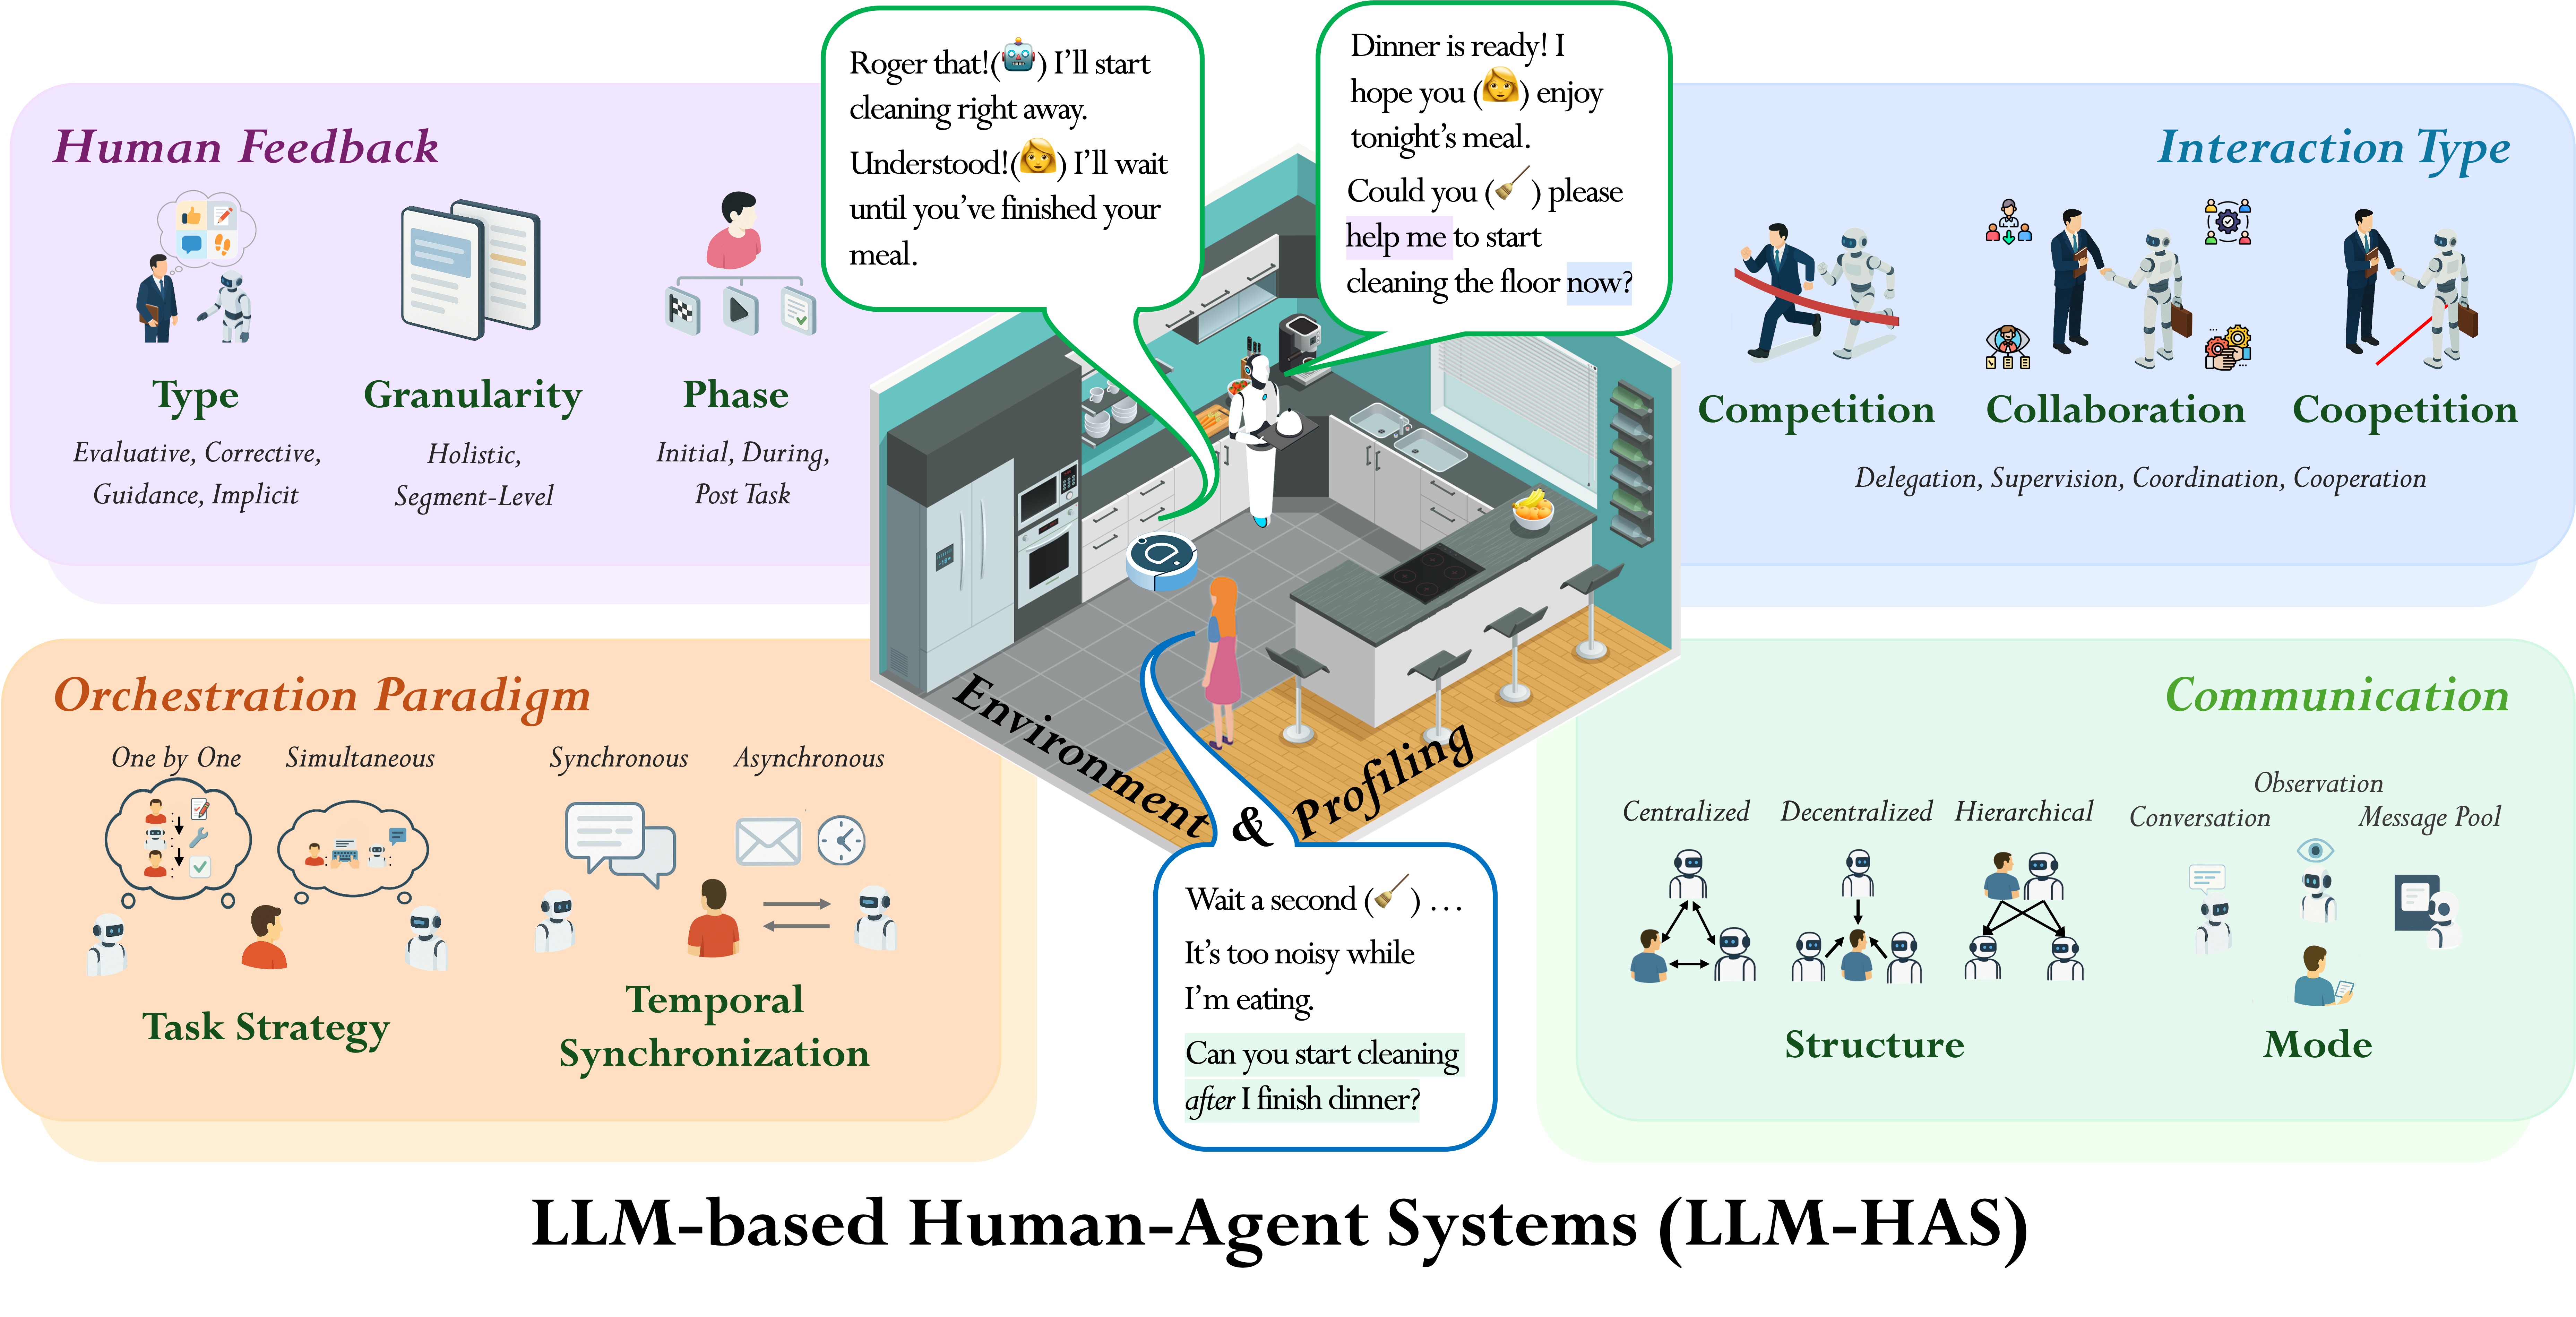 Roger that!(🤖) I'll start
cleaning right away.
Understood!(👩) I'll wait
until you've finished your
meal.
Dinner is ready! I
hope you (👩) enjoy
tonight's meal.
Could you (🧹) please
help me to start
cleaning the floor now?
Human Feedback
Type
Evaluative, Corrective,
Guidance, Implicit
Granularity
Holistic,
Segment-Level
Phase
Initial, During,
Post Task
Interaction Type
Competition
Collaboration
Coopetition
Delegation, Supervision, Coordination, Cooperation
Orchestration Paradigm
One by One
Simultaneous
Task Strategy
Synchronous
Asynchronous
Temporal
Synchronization
Environment & Profiling
Wait a second (🧹) ...
It's too noisy while
I'm eating.
Can you start cleaning
after I finish dinner?
Communication
Centralized
Decentralized
Hierarchical
Structure
Observation
Conversation
Message Pool
Mode
LLM-based Human-Agent Systems (LLM-HAS)